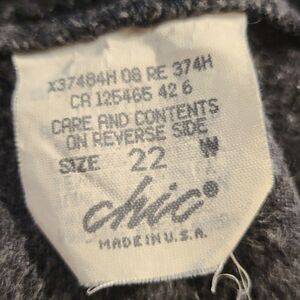 X37484H 08 RE 374H
CA 125465 42 6
CARE AND CONTENTS
ON REVERSE SIDE
SIZE 22 W
chic®
MADE IN U.S.A.